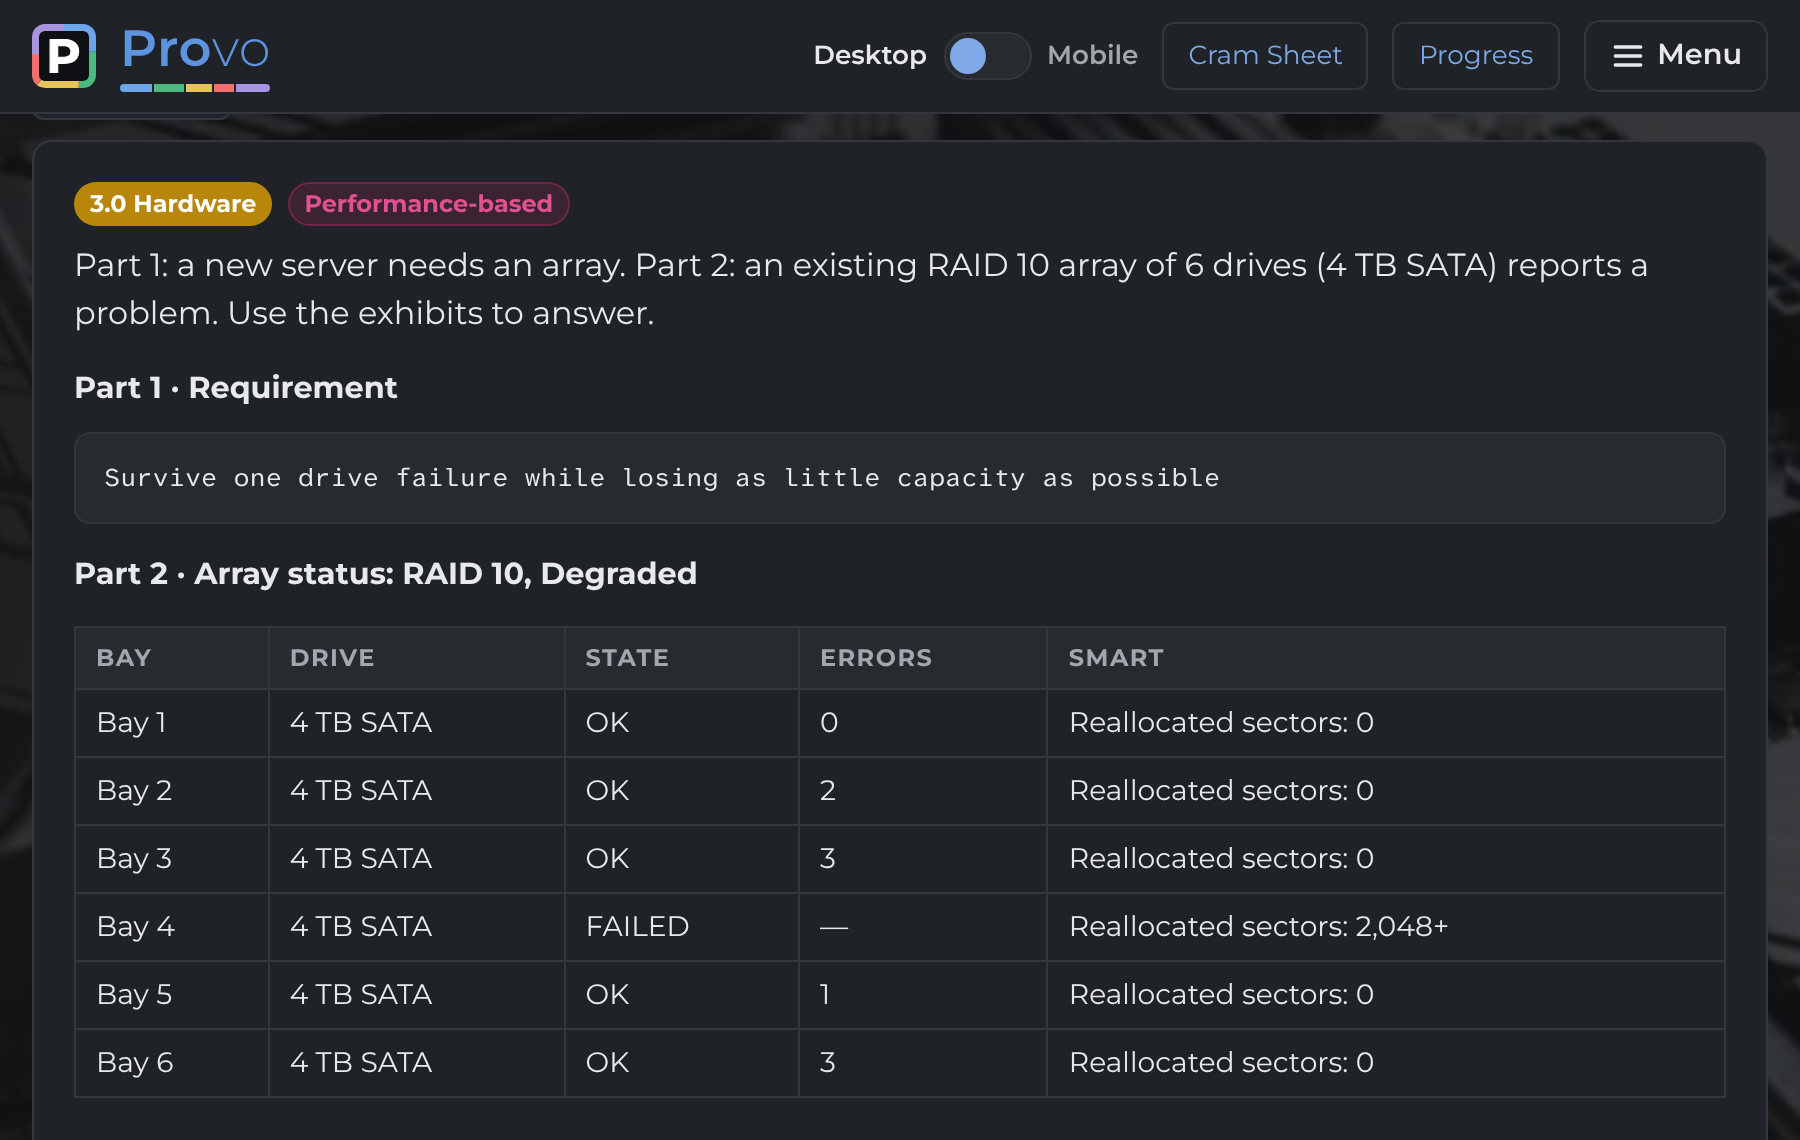 P Provo
Desktop Mobile Cram Sheet Progress Menu
3.0 Hardware Performance-based
Part 1: a new server needs an array. Part 2: an existing RAID 10 array of 6 drives (4 TB SATA) reports a
problem. Use the exhibits to answer.
Part 1 · Requirement
Survive one drive failure while losing as little capacity as possible
Part 2 · Array status: RAID 10, Degraded
BAY DRIVE STATE ERRORS SMART
Bay 1 4 TB SATA OK 0 Reallocated sectors: 0
Bay 2 4 TB SATA OK 2 Reallocated sectors: 0
Bay 3 4 TB SATA OK 3 Reallocated sectors: 0
Bay 4 4 TB SATA FAILED — Reallocated sectors: 2,048+
Bay 5 4 TB SATA OK 1 Reallocated sectors: 0
Bay 6 4 TB SATA OK 3 Reallocated sectors: 0